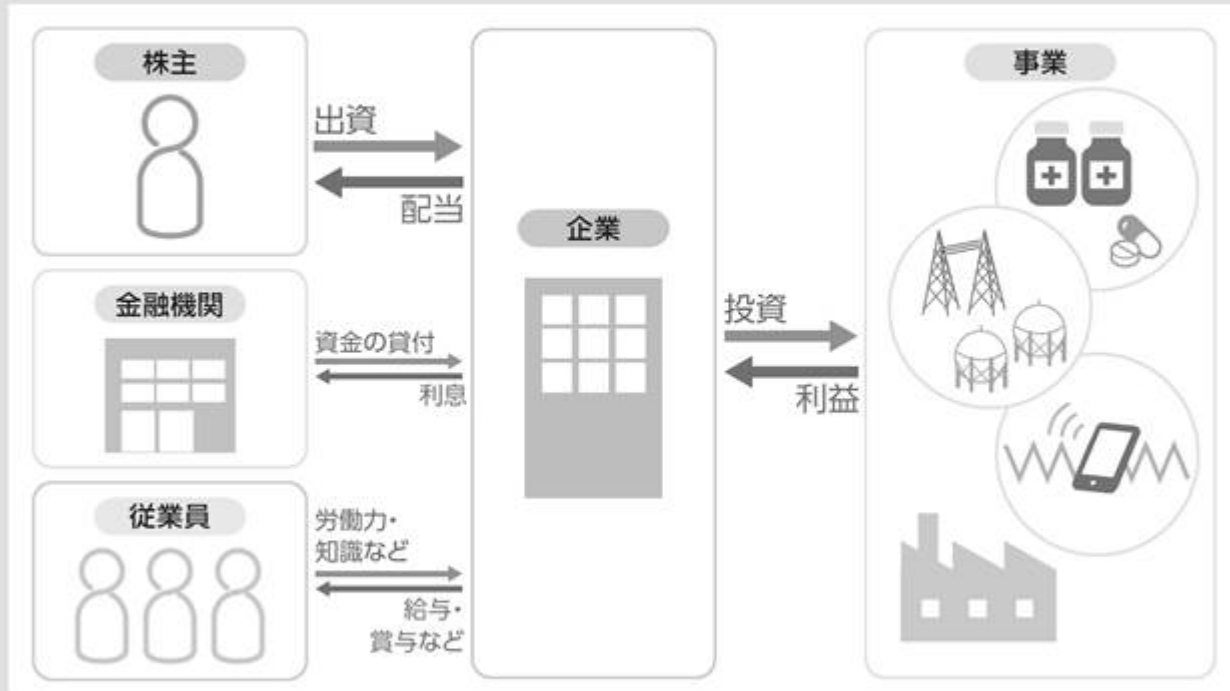 株主
出資
配当
金融機関
資金の貸付
利息
従業員
労働力・
知識など
給与・
賞与など
企業
投資
利益
事業